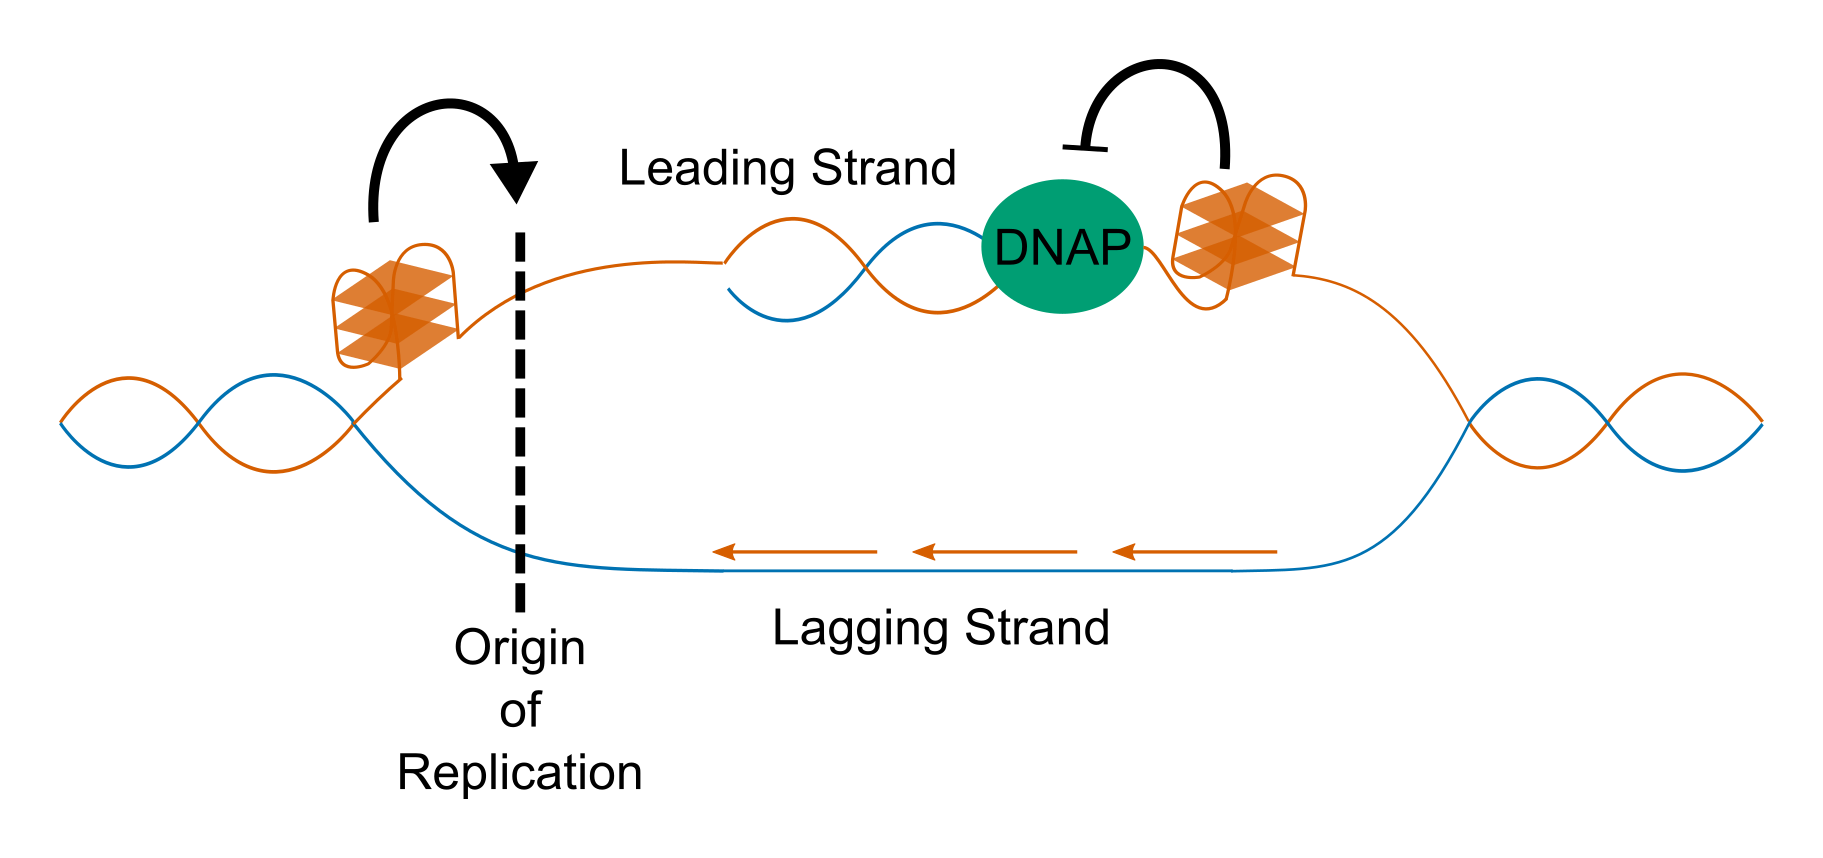 Leading Strand
DNAP
Lagging Strand
Origin
of
Replication